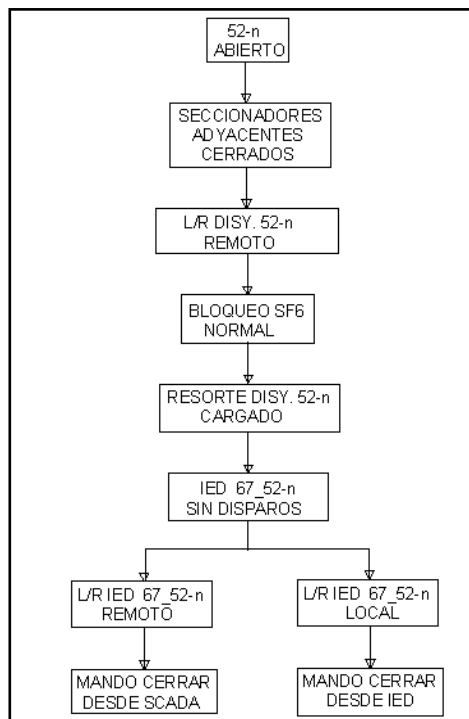 52-n
ABIERTO
SECCIONADORES
ADYACENTES
CERRADOS
L/R DISY. 52-n
REMOTO
BLOQUEO SF6
NORMAL
RESORTE DISY. 52-n
CARGADO
IED 67_52-n
SIN DISPAROS
L/R IED 67_52-n
REMOTO
L/R IED 67_52-n
LOCAL
MANDO CERRAR
DESDE SCADA
MANDO CERRAR
DESDE IED